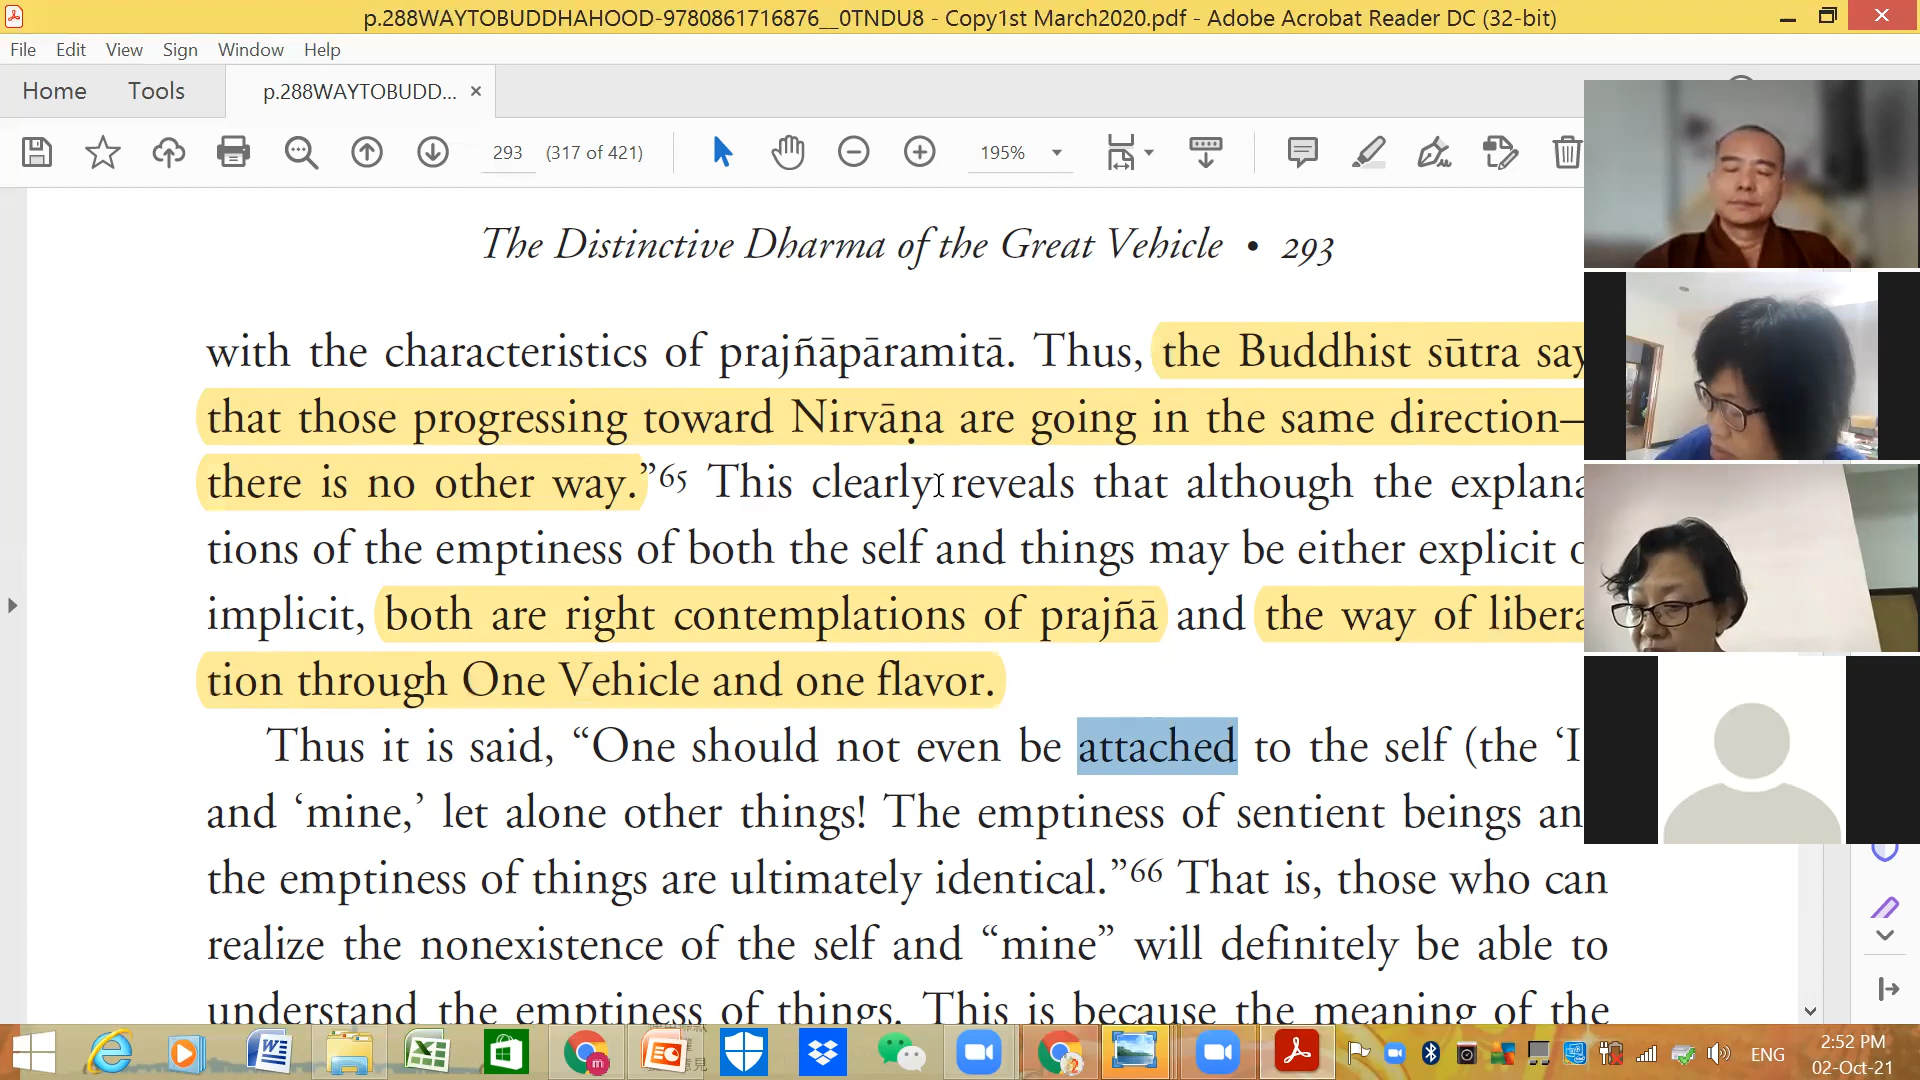 p.288WAYTOBUDDHAHOOD-9780861716876__0TNDU8 - Copy1st March2020.pdf - Adobe Acrobat Reader DC (32-bit)
File Edit View Sign Window Help
Home Tools p.288WAYTOBUDD... ×
293 (317 of 421) 195%
The Distinctive Dharma of the Great Vehicle • 293
with the characteristics of prajñāpāramitā. Thus, the Buddhist sūtra say
that those progressing toward Nirvāṇa are going in the same direction—
there is no other way.”65 This clearly reveals that although the explana
tions of the emptiness of both the self and things may be either explicit o
implicit, both are right contemplations of prajñā and the way of libera
tion through One Vehicle and one flavor.
Thus it is said, “One should not even be attached to the self (the ‘I
and ‘mine,’ let alone other things! The emptiness of sentient beings an
the emptiness of things are ultimately identical.”66 That is, those who can
realize the nonexistence of the self and “mine” will definitely be able to
understand the emptiness of things. This is because the meaning of the
ENG
2:52 PM
02-Oct-21